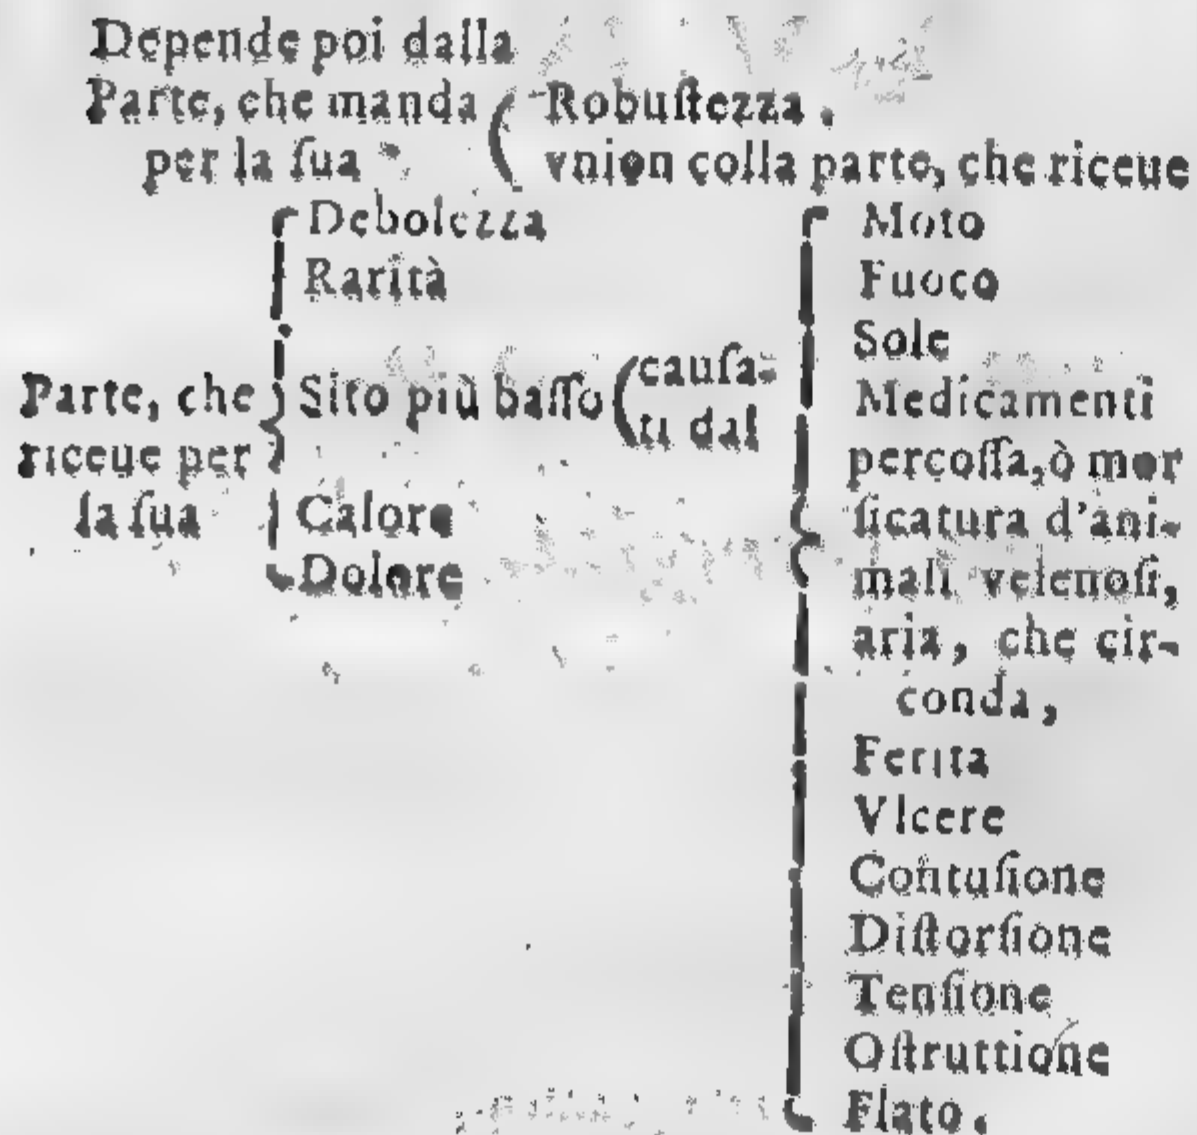 Depende poi dalla
Parte, che manda
per la ſua
Robuſtezza.
vnion colla parte, che riceue
Parte, che
riceue per
la ſua
Debolezza
Rarità
Sito più baſſo
Calore
Dolore
cauſa-
ti dal
Moto
Fuoco
Sole
Medicamenti
percoſſa, ò mor
ſicatura d'ani-
mali velenoſi,
aria, che cir-
conda,
Ferita
Vlcere
Contuſione
Diſtorſione
Tenſione
Oſtruttione
Flato.